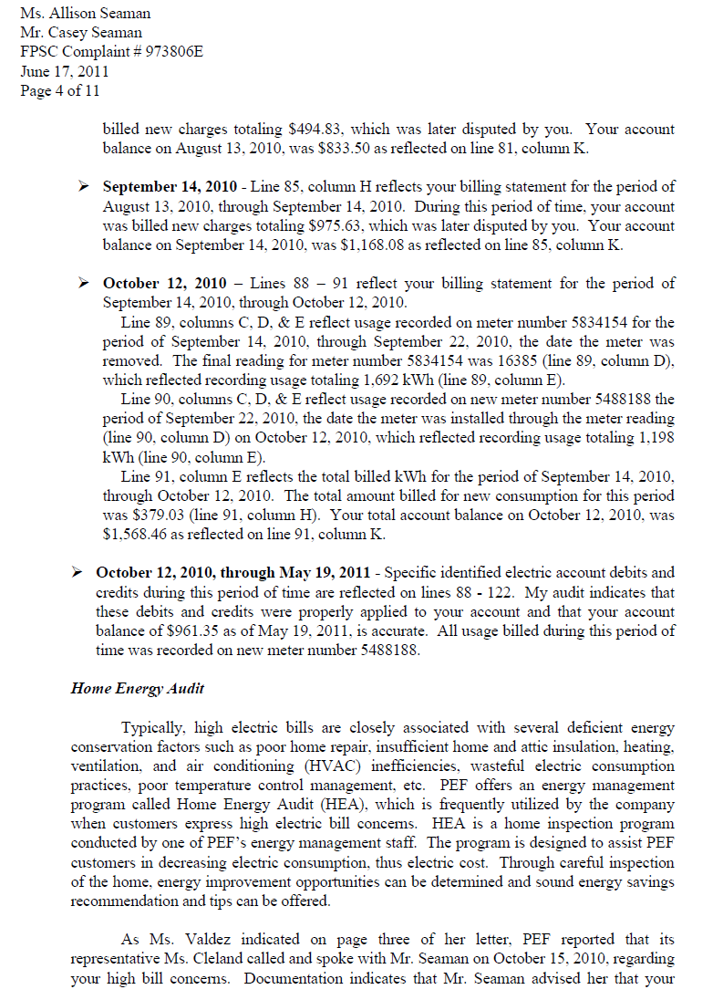 Ms. Allison Seaman
Mr. Casey Seaman
FPSC Complaint # 973806E
June 17, 2011
Page 4 of 11
billed new charges totaling $494.83, which was later disputed by you. Your account
balance on August 13, 2010, was $833.50 as reflected on line 81, column K.
➢ September 14, 2010 - Line 85, column H reflects your billing statement for the period of
August 13, 2010, through September 14, 2010. During this period of time, your account
was billed new charges totaling $975.63, which was later disputed by you. Your account
balance on September 14, 2010, was $1,168.08 as reflected on line 85, column K.
➢ October 12, 2010 – Lines 88 – 91 reflect your billing statement for the period of
September 14, 2010, through October 12, 2010.
Line 89, columns C, D, & E reflect usage recorded on meter number 5834154 for the
period of September 14, 2010, through September 22, 2010, the date the meter was
removed. The final reading for meter number 5834154 was 16385 (line 89, column D),
which reflected recording usage totaling 1,692 kWh (line 89, column E).
Line 90, columns C, D, & E reflect usage recorded on new meter number 5488188 the
period of September 22, 2010, the date the meter was installed through the meter reading
(line 90, column D) on October 12, 2010, which reflected recording usage totaling 1,198
kWh (line 90, column E).
Line 91, column E reflects the total billed kWh for the period of September 14, 2010,
through October 12, 2010. The total amount billed for new consumption for this period
was $379.03 (line 91, column H). Your total account balance on October 12, 2010, was
$1,568.46 as reflected on line 91, column K.
➢ October 12, 2010, through May 19, 2011 - Specific identified electric account debits and
credits during this period of time are reflected on lines 88 - 122. My audit indicates that
these debits and credits were properly applied to your account and that your account
balance of $961.35 as of May 19, 2011, is accurate. All usage billed during this period of
time was recorded on new meter number 5488188.
Home Energy Audit
Typically, high electric bills are closely associated with several deficient energy
conservation factors such as poor home repair, insufficient home and attic insulation, heating,
ventilation, and air conditioning (HVAC) inefficiencies, wasteful electric consumption
practices, poor temperature control management, etc. PEF offers an energy management
program called Home Energy Audit (HEA), which is frequently utilized by the company
when customers express high electric bill concerns. HEA is a home inspection program
conducted by one of PEF's energy management staff. The program is designed to assist PEF
customers in decreasing electric consumption, thus electric cost. Through careful inspection
of the home, energy improvement opportunities can be determined and sound energy savings
recommendation and tips can be offered.
As Ms. Valdez indicated on page three of her letter, PEF reported that its
representative Ms. Cleland called and spoke with Mr. Seaman on October 15, 2010, regarding
your high bill concerns. Documentation indicates that Mr. Seaman advised her that your